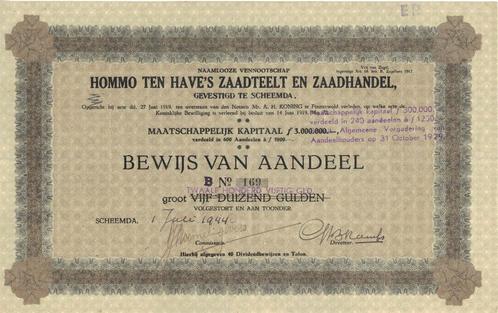 EB
NAAMLOOZE VENNOOTSCHAP
Vrij van Zegel,
HOMMO TEN HAVE'S ZAADTEELT EN ZAADHANDEL,
GEVESTIGD TE SCHEEMDA.
Opgericht bij acte dd. 27 Juni 1919, ten overstaan van den Notaris Mr. A. H. KONING te Finsterwolde verleden, op welke acte de
Koninklijke Bewilliging is verleend bij besluit van 14 Juni 1919,
Maatschappelijk kapitaal f 300.000,
verdeeld in 240 aandeelen à f 1250
Algemeene Vergadering van
Aandeelhouders op 31 October 1929
MAATSCHAPPELIJK KAPITAAL f 3.000.000.—,
verdeeld in 600 Aandeelen à f 5000.—
BEWIJS VAN AANDEEL
B No 169
TWAALF HONDERD VIJFTIG GLD.
groot VIJF DUIZEND GULDEN
VOLGESTORT EN AAN TOONDER.
SCHEEMDA, 1 Juli 1944
Commissaris.
Directeur.
Hierbij afgegeven 40 Dividendbewijzen en Talon.